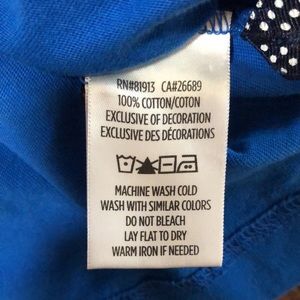 RN#81913 CA#26689
100% COTTON/COTON
EXCLUSIVE OF DECORATION
EXCLUSIVE DES DÉCORATIONS
MACHINE WASH COLD
WASH WITH SIMILAR COLORS
DO NOT BLEACH
LAY FLAT TO DRY
WARM IRON IF NEEDED